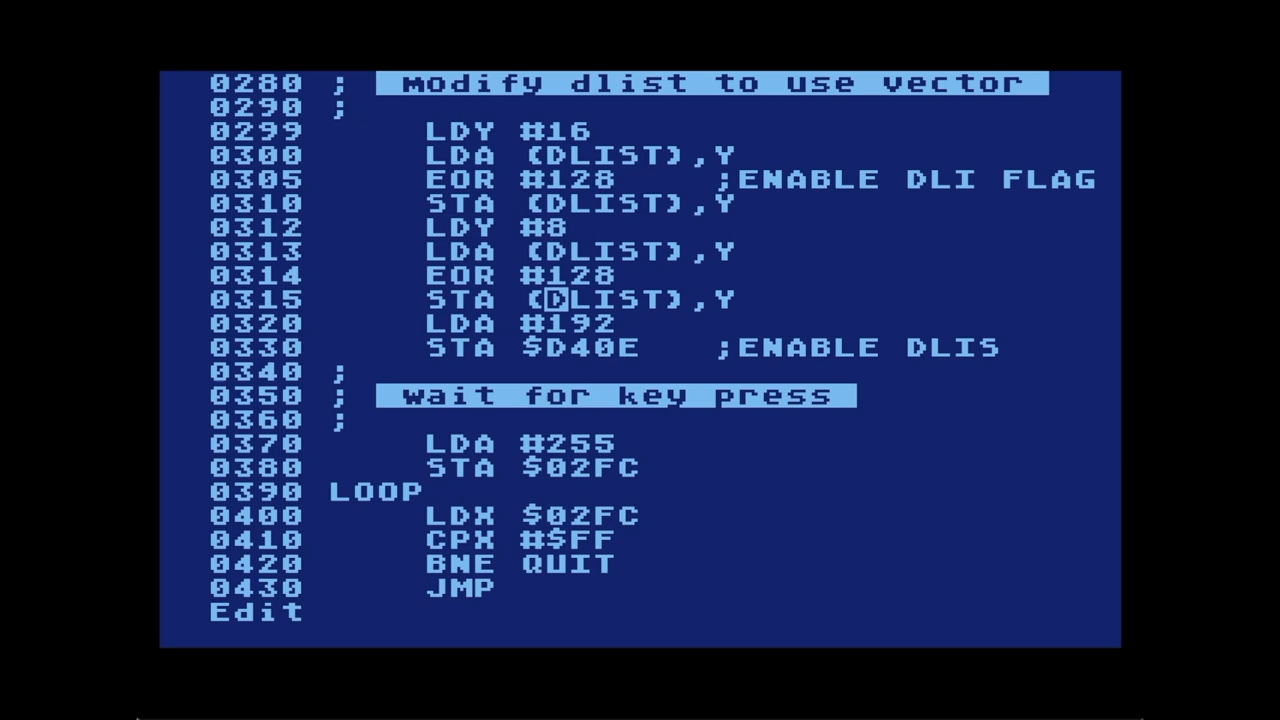 0280 ; modify dlist to use vector
0290 ;
0299 LDY #16
0300 LDA (DLIST),Y
0305 EOR #128 ;ENABLE DLI FLAG
0310 STA (DLIST),Y
0312 LDY #8
0313 LDA (DLIST),Y
0314 EOR #128
0315 STA (DLIST),Y
0320 LDA #192
0330 STA $D40E ;ENABLE DLIS
0340 ;
0350 ; wait for key press
0360 ;
0370 LDA #255
0380 STA $02FC
0390 LOOP
0400 LDX $02FC
0410 CPX #$FF
0420 BNE QUIT
0430 JMP
Edit